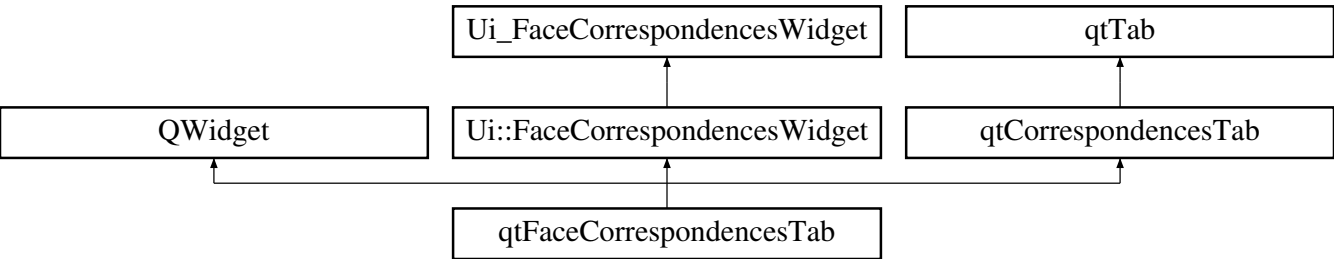 Ui_FaceCorrespondencesWidget
qtTab
QWidget
Ui::FaceCorrespondencesWidget
qtCorrespondencesTab
qtFaceCorrespondencesTab